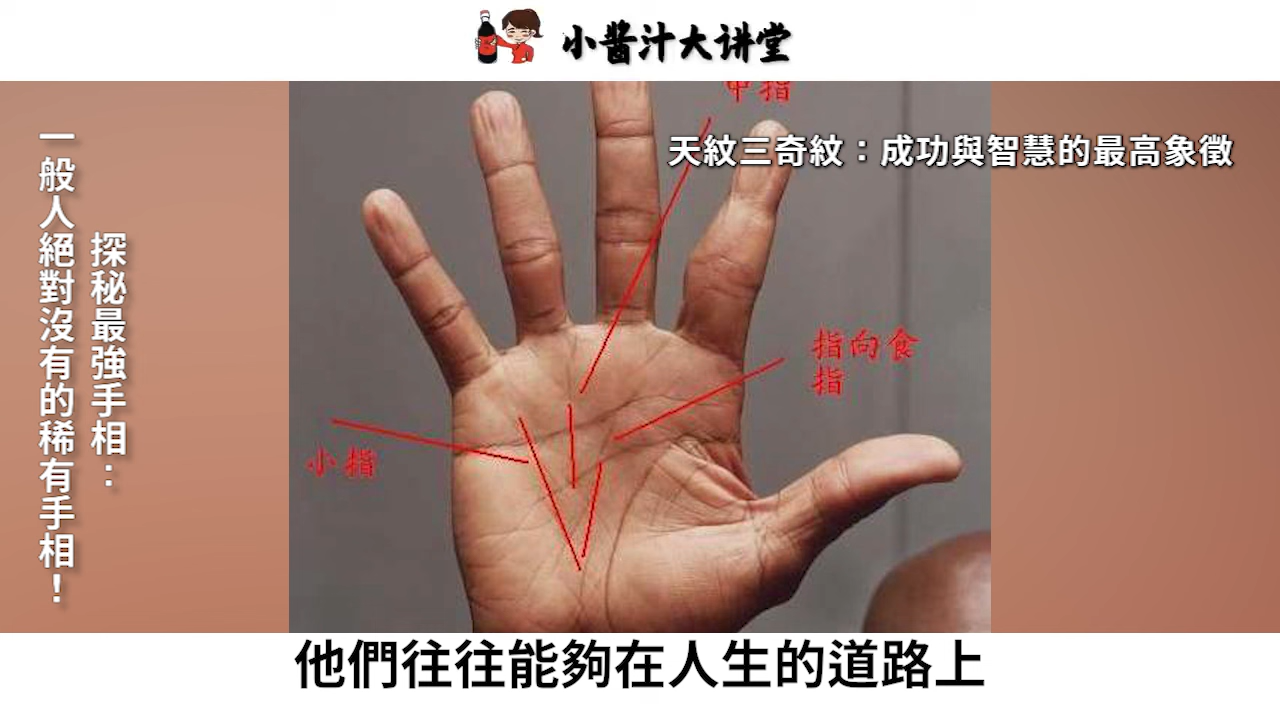 小醬汁大讲堂
中指
天紋三奇紋：成功與智慧的最高象徵
探秘最強手相：
一般人絕對沒有的稀有手相！
指向食
指
小指
他們往往能夠在人生的道路上